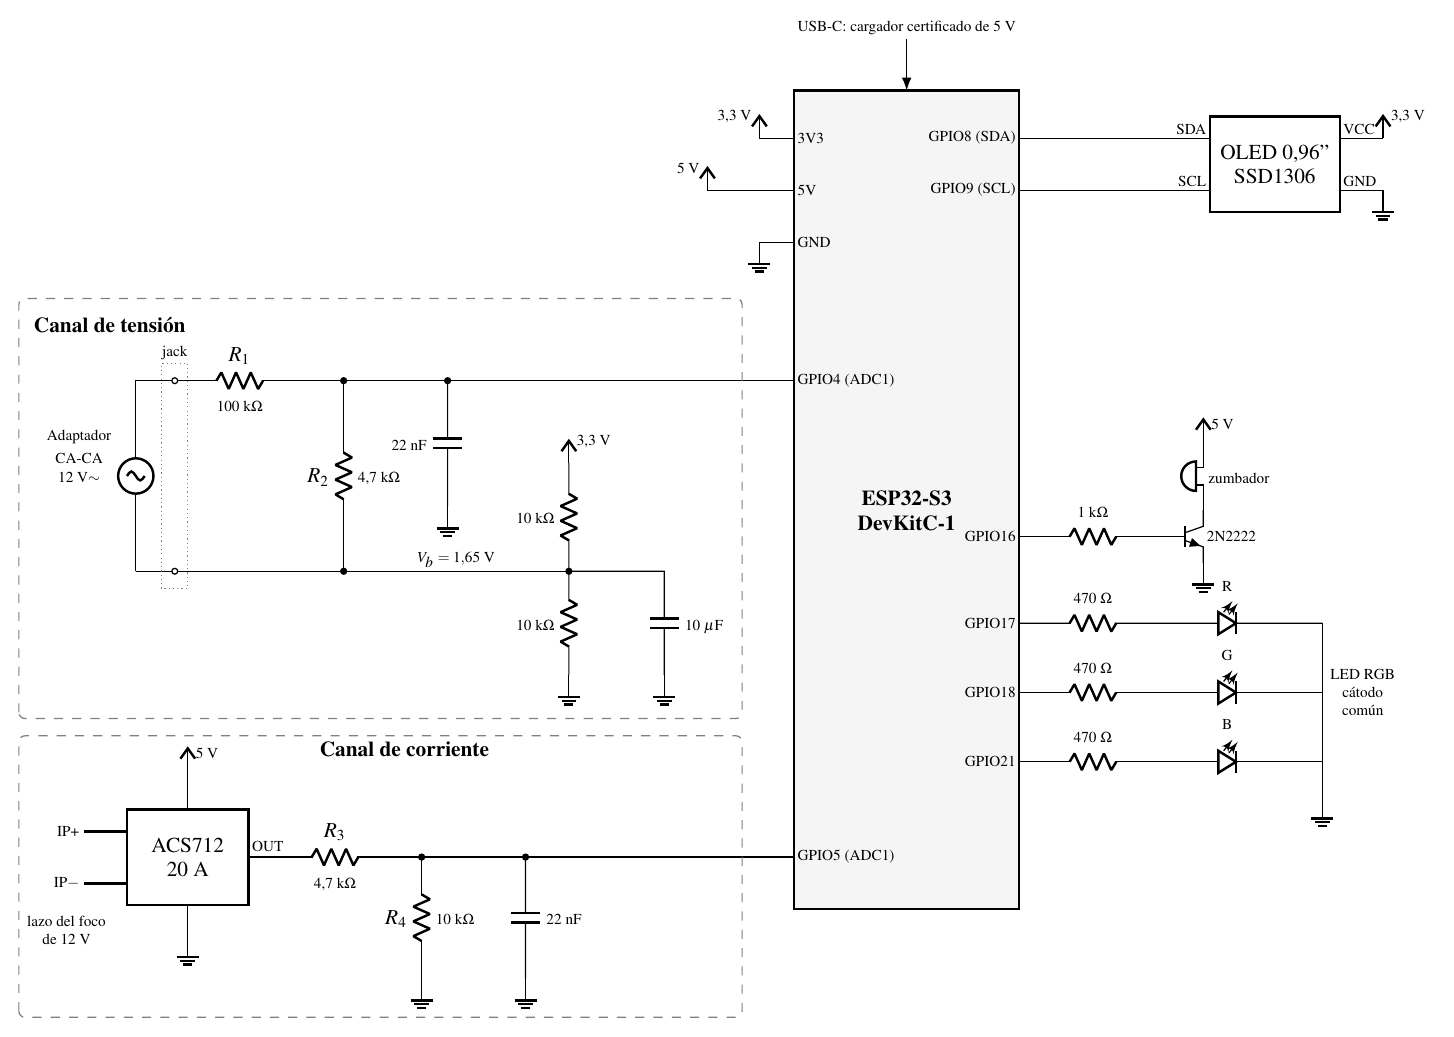 USB-C: cargador certificado de 5 V
3,3 V
3V3
5 V
5V
GND
GPIO8 (SDA)
GPIO9 (SCL)
SDA
SCL
OLED 0,96”
SSD1306
VCC
3,3 V
GND
Canal de tensión
jack
R1
100 kΩ
GPIO4 (ADC1)
Adaptador
CA-CA
12 V∼
R2
4,7 kΩ
22 nF
3,3 V
10 kΩ
Vb = 1,65 V
10 kΩ
10 µF
ESP32-S3
DevKitC-1
5 V
zumbador
GPIO16
1 kΩ
2N2222
GPIO17
470 Ω
R
GPIO18
470 Ω
G
GPIO21
470 Ω
B
LED RGB
cátodo
común
Canal de corriente
5 V
IP+
IP−
ACS712
20 A
OUT
lazo del foco
de 12 V
R3
4,7 kΩ
R4
10 kΩ
22 nF
GPIO5 (ADC1)